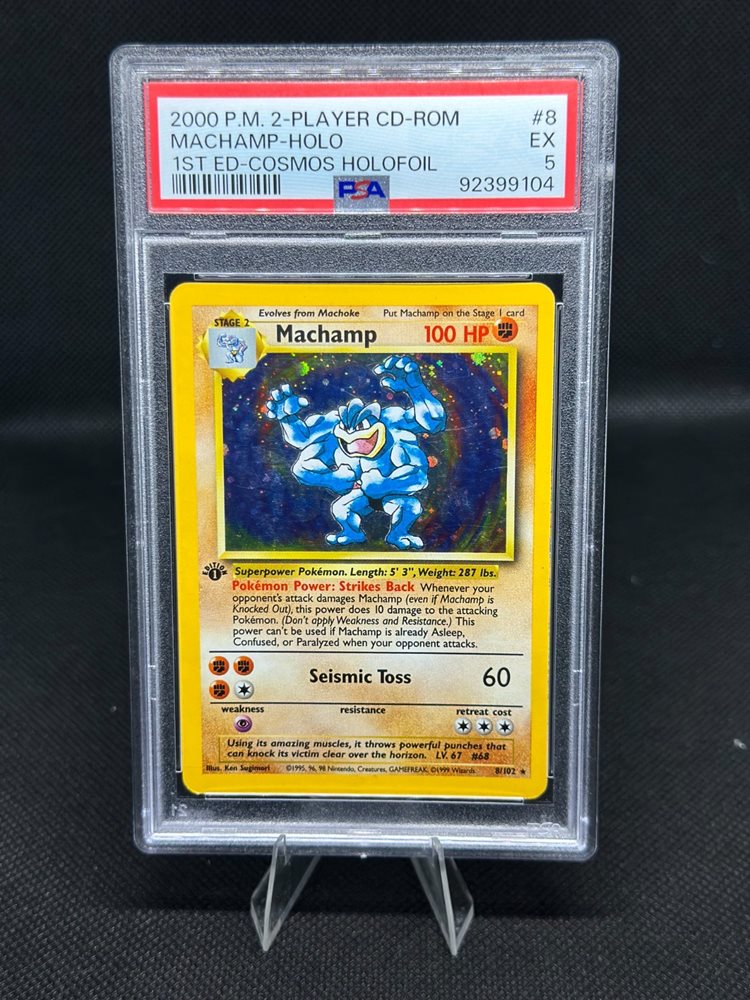 2000 P.M. 2-PLAYER CD-ROM #8
MACHAMP-HOLO EX
1ST ED-COSMOS HOLOFOIL 5
PSA 92399104
Evolves from Machoke Put Machamp on the Stage 1 card
STAGE 2
Machamp 100 HP
EDITION 1
Superpower Pokémon. Length: 5' 3", Weight: 287 lbs.
Pokémon Power: Strikes Back Whenever your
opponent's attack damages Machamp (even if Machamp is
Knocked Out), this power does 10 damage to the attacking
Pokémon. (Don't apply Weakness and Resistance.) This
power can't be used if Machamp is already Asleep,
Confused, or Paralyzed when your opponent attacks.
Seismic Toss 60
weakness resistance retreat cost
Using its amazing muscles, it throws powerful punches that
can knock its victim clear over the horizon. LV. 67 #68
Illus. Ken Sugimori ©1995, 96, 98 Nintendo, Creatures, GAMEFREAK. ©1999 Wizards. 8/102 ★